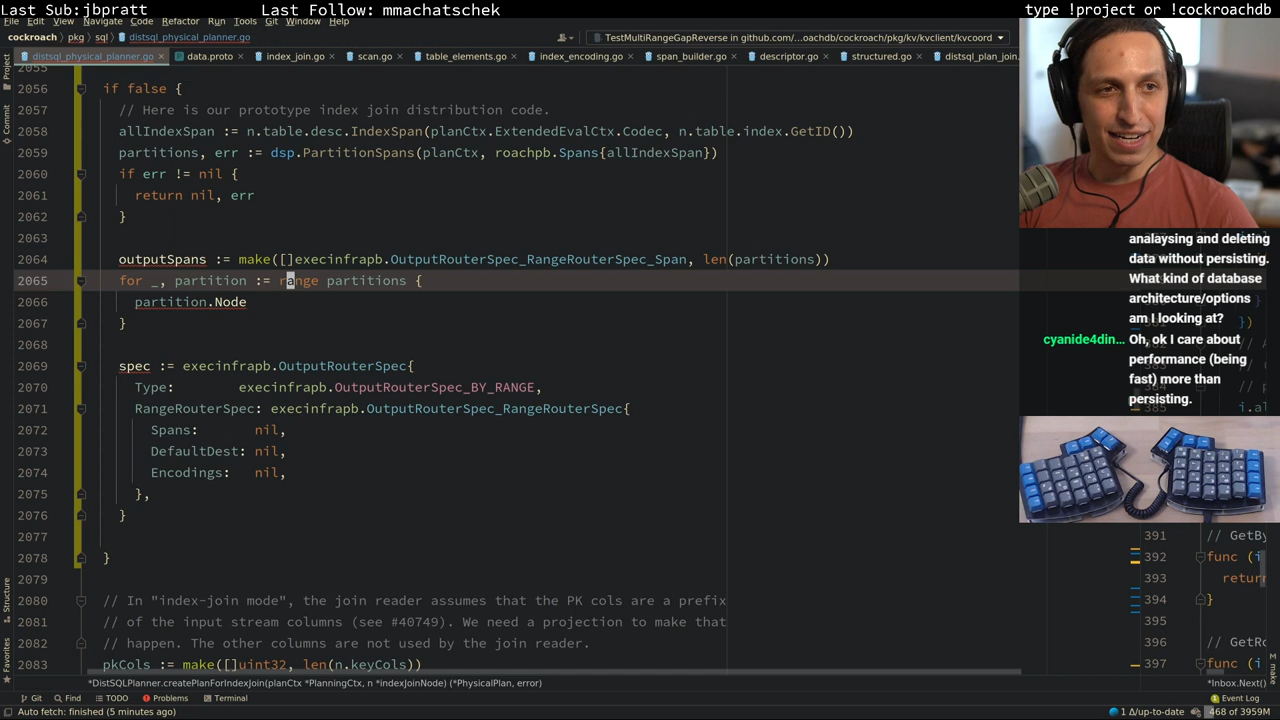 Last Sub:jbpratt
Last Follow: mmachatschek
type !project or !cockroachdb
File Edit View Navigate Code Refactor Run Tools Git Window Help
cockroach pkg sql distsql_physical_planner.go
TestMultiRangeGapReverse in github.com/...oachdb/cockroach/pkg/kv/kvclient/kvcoord
distsql_physical_planner.go data.proto index_join.go scan.go table_elements.go index_encoding.go span_builder.go descriptor.go structured.go distsql_plan_join.
Project
Commit
2055
2056 if false {
2057 // Here is our prototype index join distribution code.
2058 allIndexSpan := n.table.desc.IndexSpan(planCtx.ExtendedEvalCtx.Codec, n.table.index.GetID())
2059 partitions, err := dsp.PartitionSpans(planCtx, roachpb.Spans{allIndexSpan})
2060 if err != nil {
2061 return nil, err
2062 }
2063
2064 outputSpans := make([]execinfrapb.OutputRouterSpec_RangeRouterSpec_Span, len(partitions))
2065 for _, partition := range partitions {
2066 partition.Node
2067 }
2068
2069 spec := execinfrapb.OutputRouterSpec{
2070 Type: execinfrapb.OutputRouterSpec_BY_RANGE,
2071 RangeRouterSpec: execinfrapb.OutputRouterSpec_RangeRouterSpec{
2072 Spans: nil,
2073 DefaultDest: nil,
2074 Encodings: nil,
2075 },
2076 }
2077
2078 }
2079
2080 // In "index-join mode", the join reader assumes that the PK cols are a prefix
2081 // of the input stream columns (see #40749). We need a projection to make that
2082 // happen. The other columns are not used by the join reader.
2083 pkCols := make([]uint32, len(n.keyCols))
analaysing and deleting
data without persisting.
What kind of database
architecture/options
am I looking at?
cyanide4din... Oh, ok I care about
performance (being
fast) more than
persisting.
391 // GetBy
392 func (i
393 return
394 }
395
396 // GetRo
397 func (i
Structure
Favorites
make
*DistSQLPlanner.createPlanForIndexJoin(planCtx *PlanningCtx, n *indexJoinNode) (*PhysicalPlan, error)
*Inbox.Next()
Git Find TODO Problems Terminal
Event Log
Auto fetch: finished (5 minutes ago)
1 Δ/up-to-date 468 of 3959M